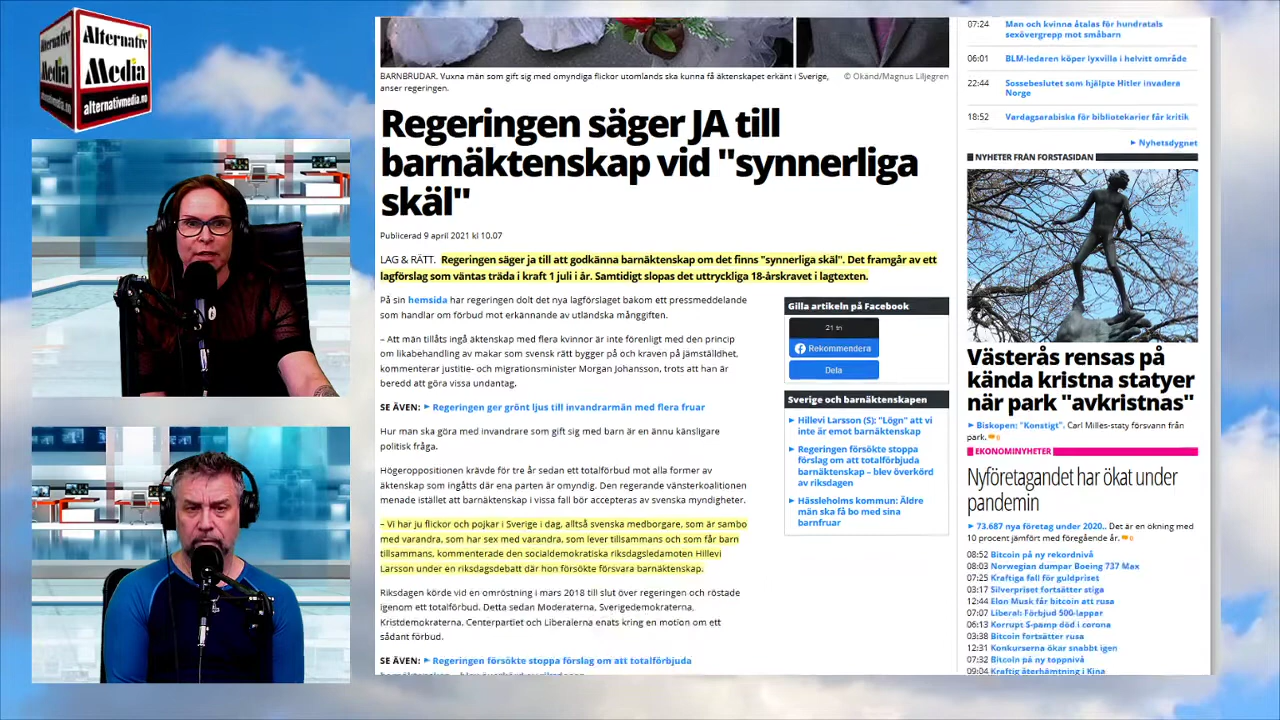 Alternativ
Media
alternativmedia.no
Alternativ
Media
BARNBRUDAR. Vuxna män som gift sig med omyndiga flickor utomlands ska kunna få äktenskapet erkänt i Sverige,
anser regeringen.
© Okänd/Magnus Liljegren
Regeringen säger JA till
barnäktenskap vid "synnerliga
skäl"
Publicerad 9 april 2021 kl 10.07
LAG & RÄTT. Regeringen säger ja till att godkänna barnäktenskap om det finns "synnerliga skäl". Det framgår av ett
lagförslag som väntas träda i kraft 1 juli i år. Samtidigt slopas det uttryckliga 18-årskravet i lagtexten.
På sin hemsida har regeringen dolt det nya lagförslaget bakom ett pressmeddelande
som handlar om förbud mot erkännande av utländska månggiften.
– Att män tillåts ingå äktenskap med flera kvinnor är inte förenligt med den princip
om likabehandling av makar som svensk rätt bygger på och kraven på jämställdhet,
kommenterar justitie- och migrationsminister Morgan Johansson, trots att han är
beredd att göra vissa undantag.
SE ÄVEN: Regeringen ger grönt ljus till invandrarmän med flera fruar
Hur man ska göra med invandrare som gift sig med barn är en ännu känsligare
politisk fråga.
Högeroppositionen krävde för tre år sedan ett totalförbud mot alla former av
äktenskap som ingåtts där ena parten är omyndig. Den regerande vänsterkoalitionen
menade istället att barnäktenskap i vissa fall bör accepteras av svenska myndigheter.
– Vi har ju flickor och pojkar i Sverige i dag, alltså svenska medborgare, som är sambo
med varandra, som har sex med varandra, som lever tillsammans och som får barn
tillsammans, kommenterade den socialdemokratiska riksdagsledamoten Hillevi
Larsson under en riksdagsdebatt där hon försökte försvara barnäktenskap.
Riksdagen körde vid en omröstning i mars 2018 till slut över regeringen och röstade
igenom ett totalförbud. Detta sedan Moderaterna, Sverigedemokraterna,
Kristdemokraterna. Centerpartiet och Liberalerna enats kring en motion om ett
sådant förbud.
SE ÄVEN: Regeringen försökte stoppa förslag om att totalförbjuda
Gilla artikeln på Facebook
21 tn
Rekommendera
Dela
Sverige och barnäktenskapen
Hillevi Larsson (S): "Lögn" att vi
inte är emot barnäktenskap
Regeringen försökte stoppa
förslag om att totalförbjuda
barnäktenskap – blev överkörd
av riksdagen
Hässleholms kommun: Äldre
män ska få bo med sina
barnfruar
07:24 Man och kvinna åtalas för hundratals
sexövergrepp mot småbarn
06:01 BLM-ledaren köper lyxvilla i helvitt område
22:44 Sossebeslutet som hjälpte Hitler invadera
Norge
18:52 Vardagsarabiska för bibliotekarier får kritik
Nyhetsdygnet
NYHETER FRÅN FORSTASIDAN
Västerås rensas på
kända kristna statyer
när park "avkristnas"
Biskopen: "Konstigt". Carl Milles-staty försvann från
park.
EKONOMINYHETER
Nyföretagandet har ökat under
pandemin
73.687 nya företag under 2020.. Det är en ökning med
10 procent jämfört med föregående år.
08:52 Bitcoin på ny rekordnivå
08:03 Norwegian dumpar Boeing 737 Max
07:25 Kraftiga fall för guldpriset
03:17 Silverpriset fortsätter stiga
12:44 Elon Musk får bitcoin att rusa
07:07 Liberal: Förbjud 500-lappar
06:13 Korrupt S-pamp död i corona
03:38 Bitcoin fortsätter rusa
12:31 Konkurserna ökar snabbt igen
07:32 Bitcoin på ny toppnivå
09:04 Kraftig återhämtning i Kina